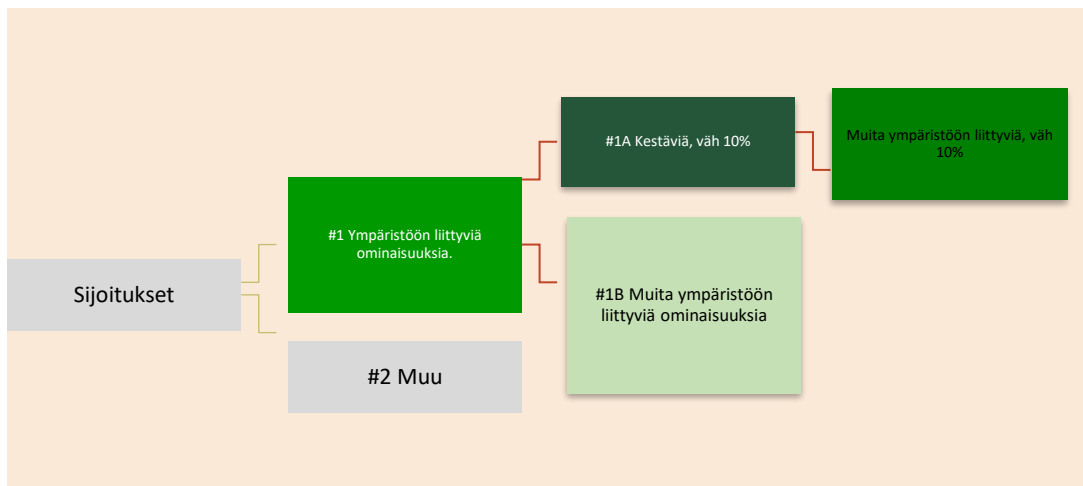 Sijoitukset
#1 Ympäristöön liittyviä
ominaisuuksia.
#2 Muu
#1A Kestäviä, väh 10%
#1B Muita ympäristöön
liittyviä ominaisuuksia
Muita ympäristöön liittyviä, väh
10%